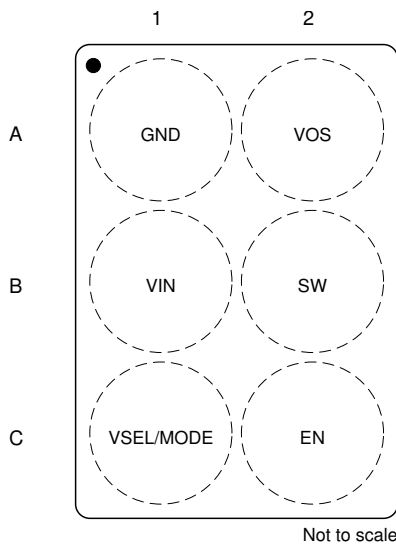 1 2
A GND VOS
B VIN SW
C VSEL/MODE EN
Not to scale